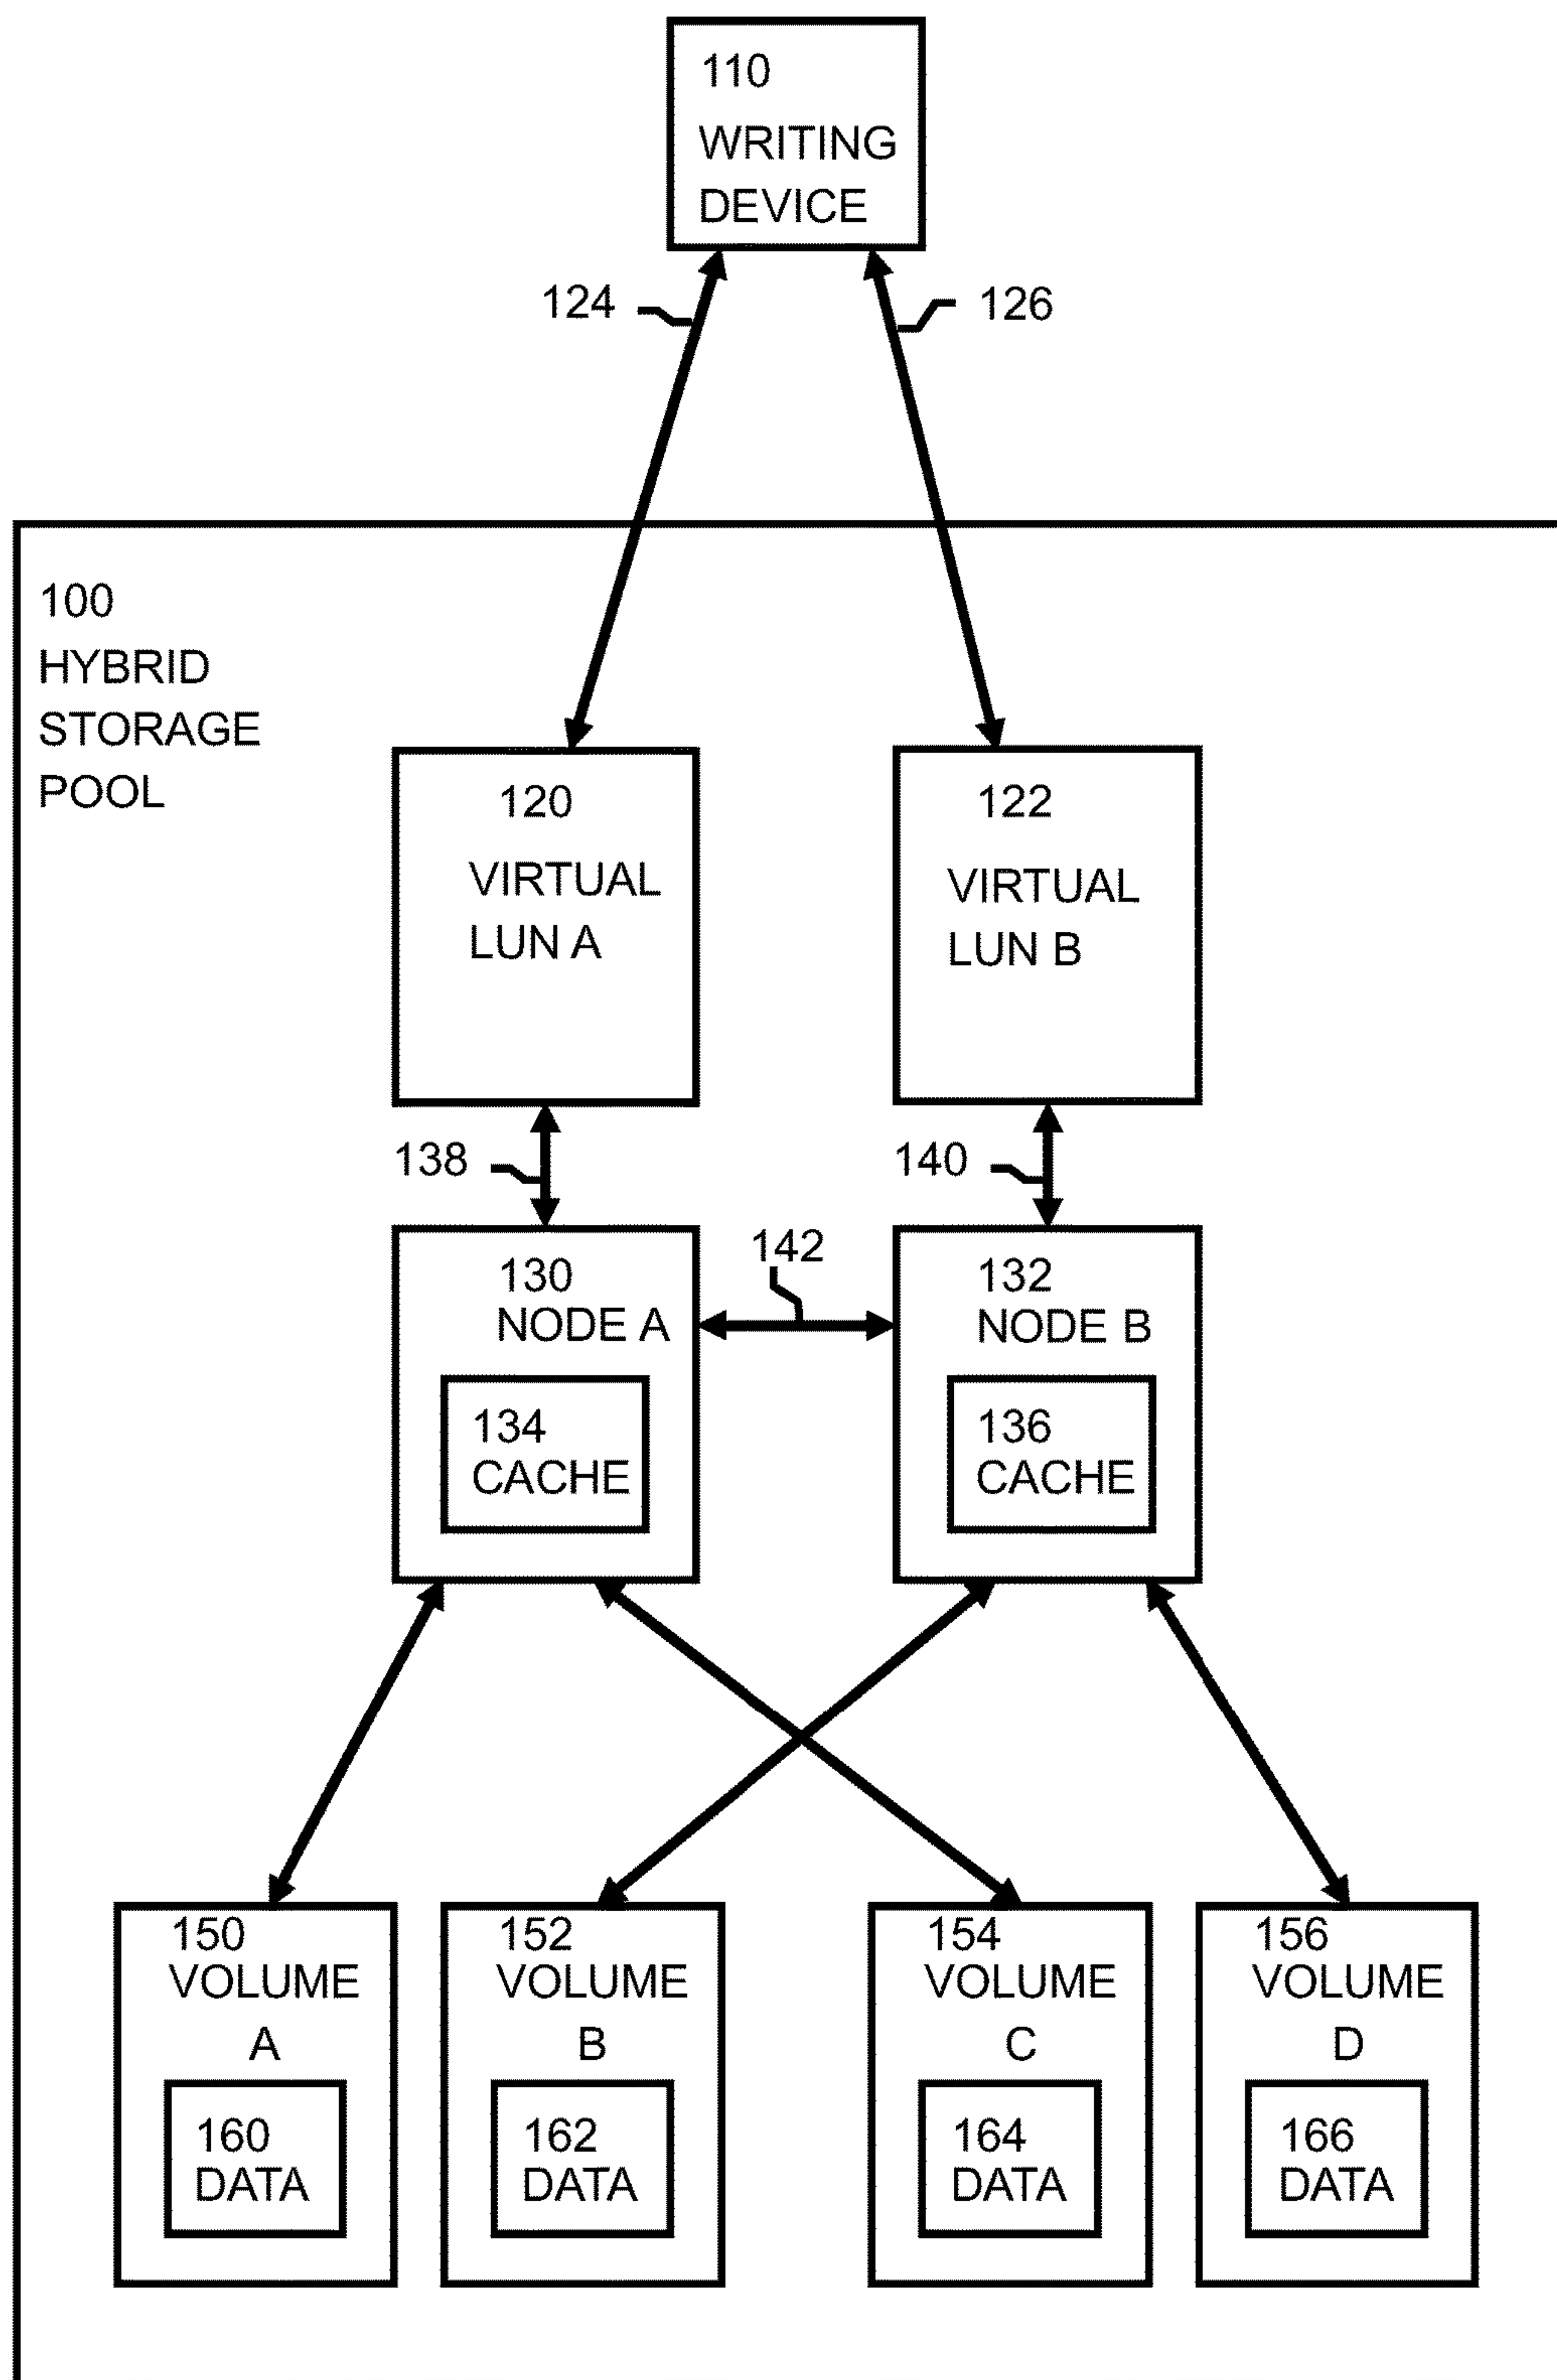 110
WRITING
DEVICE
124
126
100
HYBRID
STORAGE
POOL
120
VIRTUAL
LUN A
122
VIRTUAL
LUN B
138
140
142
130
NODE A
134
CACHE
132
NODE B
136
CACHE
150
VOLUME
A
160
DATA
152
VOLUME
B
162
DATA
154
VOLUME
C
164
DATA
156
VOLUME
D
166
DATA